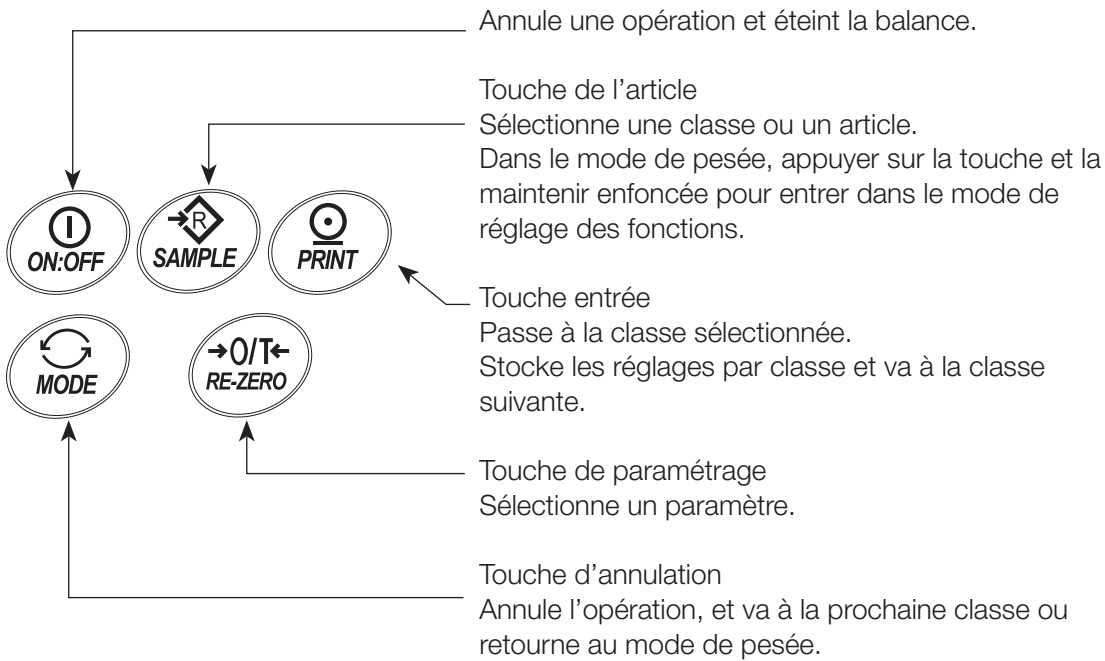 Annule une opération et éteint la balance.
Touche de l’article
Sélectionne une classe ou un article.
Dans le mode de pesée, appuyer sur la touche et la
maintenir enfoncée pour entrer dans le mode de
réglage des fonctions.
R
ON:OFF
SAMPLE
PRINT
Touche entrée
Passe à la classe sélectionnée.
Stocke les réglages par classe et va à la classe
suivante.
→0/T←
MODE
RE-ZERO
Touche de paramétrage
Sélectionne un paramètre.
Touche d’annulation
Annule l’opération, et va à la prochaine classe ou
retourne au mode de pesée.